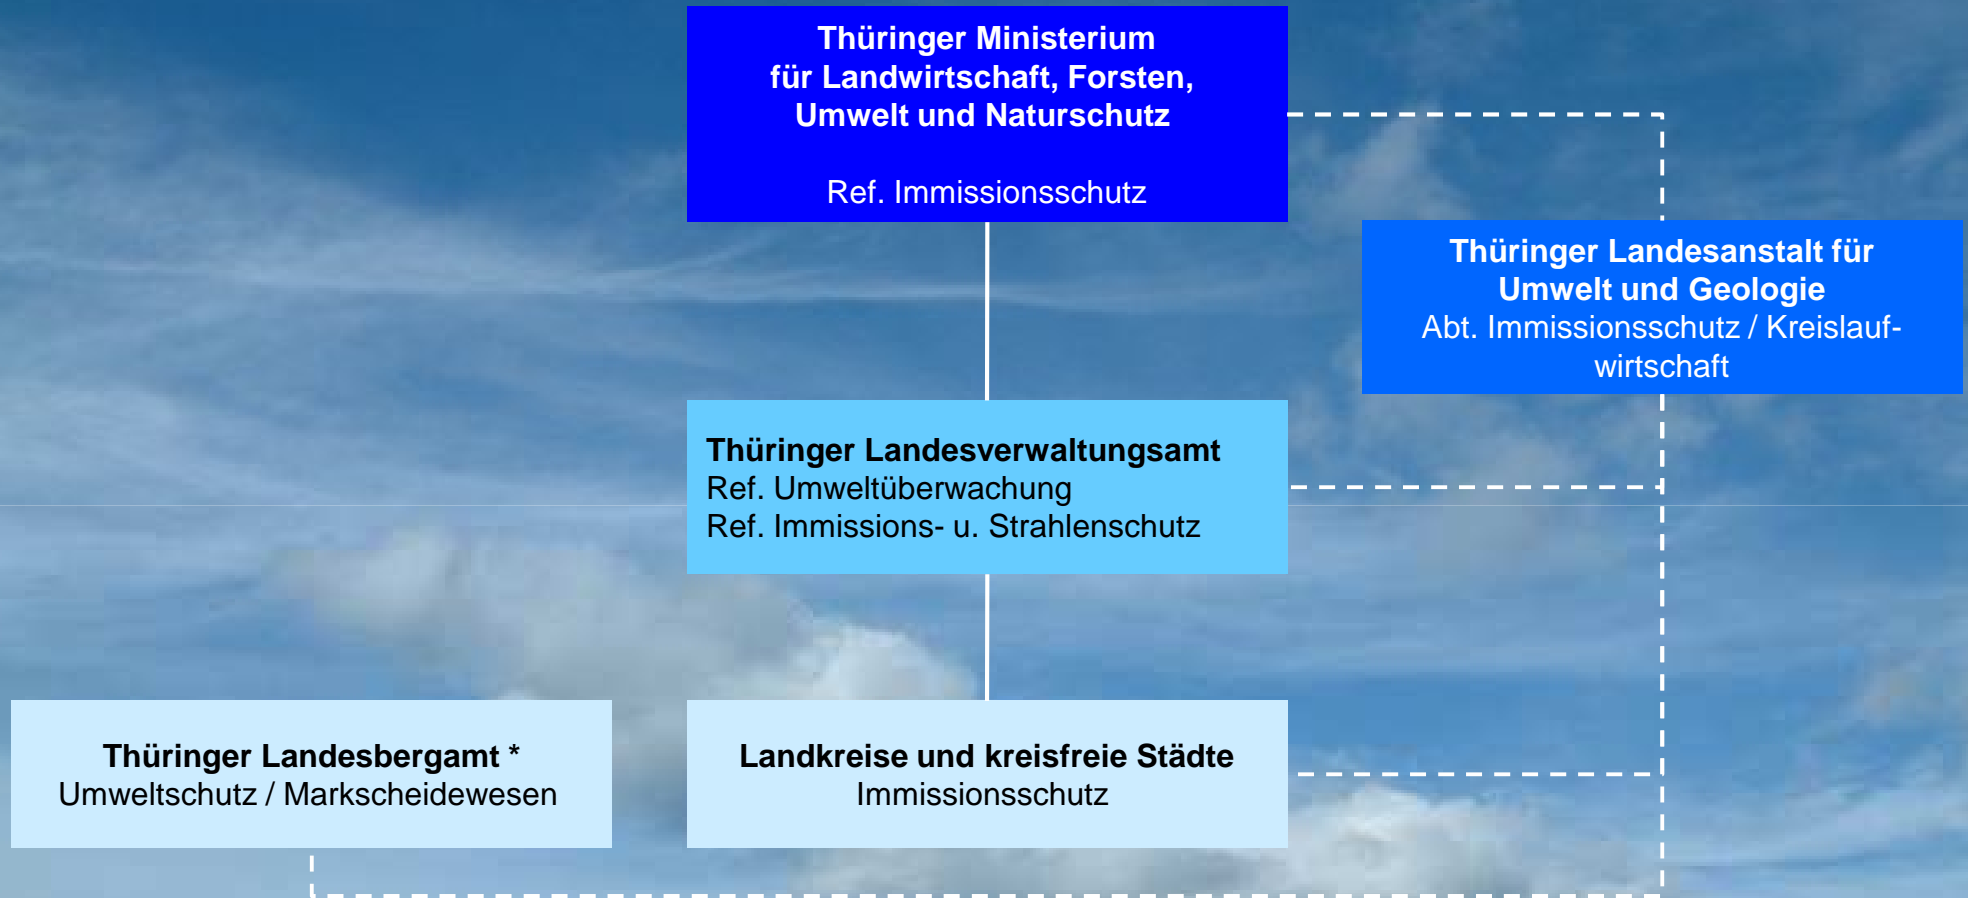 Thüringer Ministerium
für Landwirtschaft, Forsten,
Umwelt und Naturschutz
Ref. Immissionsschutz
Thüringer Landesanstalt für
Umwelt und Geologie
Abt. Immissionsschutz / Kreislauf-
wirtschaft
Thüringer Landesverwaltungsamt
Ref. Umweltüberwachung
Ref. Immissions- u. Strahlenschutz
Thüringer Landesbergamt *
Umweltschutz / Markscheidewesen
Landkreise und kreisfreie Städte
Immissionsschutz